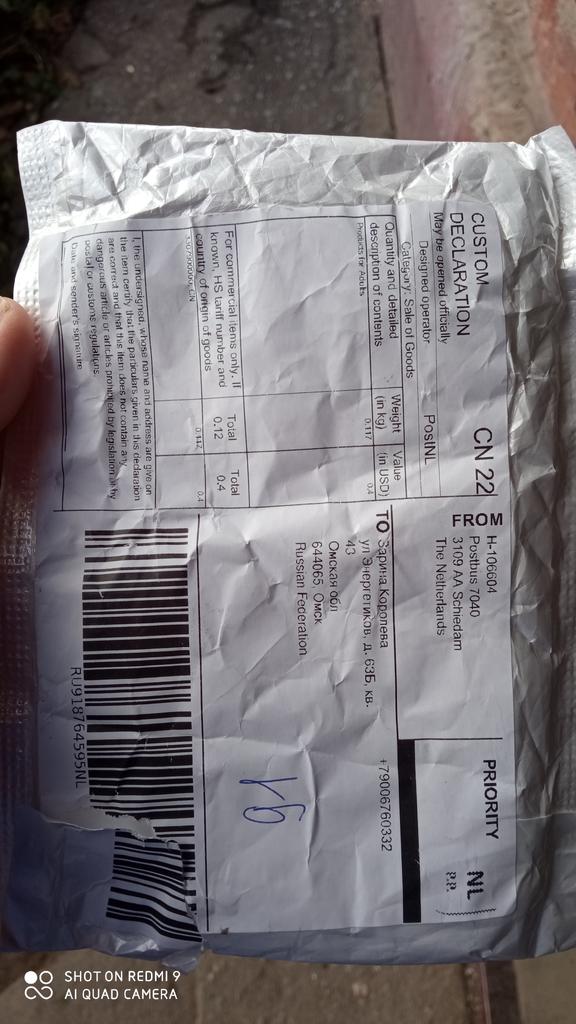 CUSTOM
DECLARATION
CN 22
May be opened officially
Designed operator
PostNL
Category: Sale of Goods
Quantity and detailed
description of contents
Weight
(in kg)
Value
(in USD)
Products for Adults
0.117
0.4
For commercial items only, If
known, HS tariff number and
country of origin of goods
Total
0.12
Total
0.4
0.117
0.4
I, the undersigned, whose name and address are give on
the item certify that the particulars given in this declaration
are correct and that this item does not contain any
dangerous article or articles prohibited by legislation or by
postal or customs regulations
Date and sender's signature
FROM
H-106604
Postbus 7040
3109 AA Schiedam
The Netherlands
PRIORITY
NL
TO
Зарина Королева
+79006760332
ул Энергетиков, д. 63Б, кв.
43
Омская обл
644065, Омск
Russian Federation
RU918764595NL
SHOT ON REDMI 9
AI QUAD CAMERA